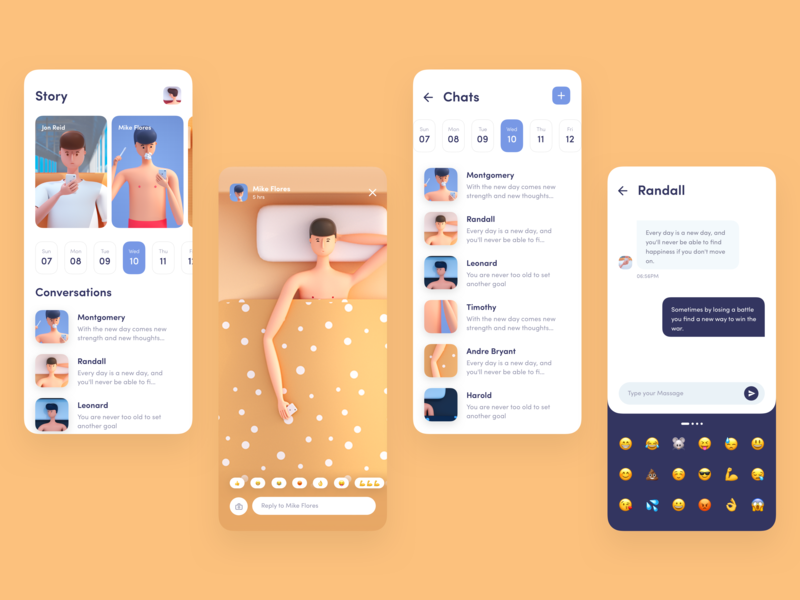 Story
Jon Reid
Mike Flores
Sun
07
Mon
08
Tue
09
Wed
10
Thu
11
Conversations
Montgomery
With the new day comes new
strength and new thoughts...
Randall
Every day is a new day, and
you'll never be able to fi...
Leonard
You are never too old to set
another goal
Mike Flores
5 hrs
Reply to Mike Flores
Chats
Sun
07
Mon
08
Tue
09
Wed
10
Thu
11
Fri
12
Montgomery
With the new day comes new
strength and new thoughts...
Randall
Every day is a new day, and
you'll never be able to fi...
Leonard
You are never too old to set
another goal
Timothy
With the new day comes new
strength and new thoughts...
Andre Bryant
Every day is a new day, and
you'll never be able to fi...
Harold
You are never too old to set
another goal
Randall
Every day is a new day, and
you'll never be able to find
happiness if you don't move
on.
Sometimes by losing a battle
you find a new way to win the
war.
Type your Massage